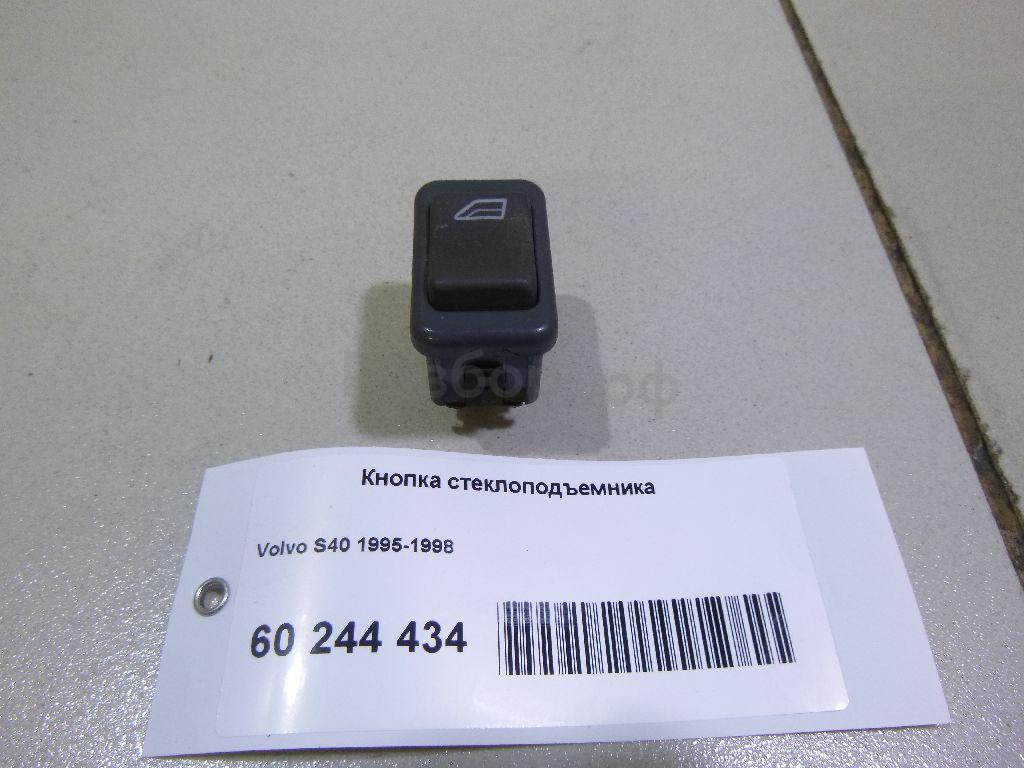 Кнопка стеклоподъемника
Volvo S40 1995-1998
60 244 434